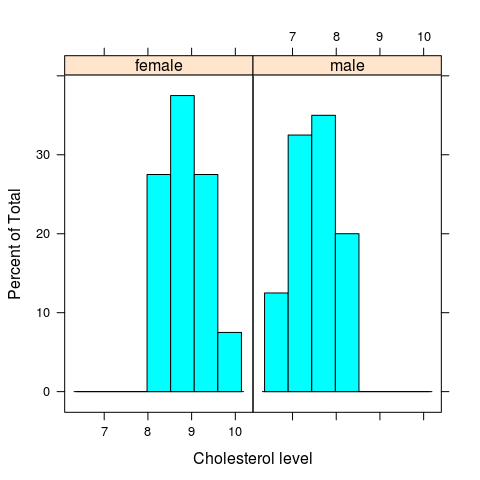 7 8 9 10
female male
30
20
10
0
Percent of Total
7 8 9 10
Cholesterol level